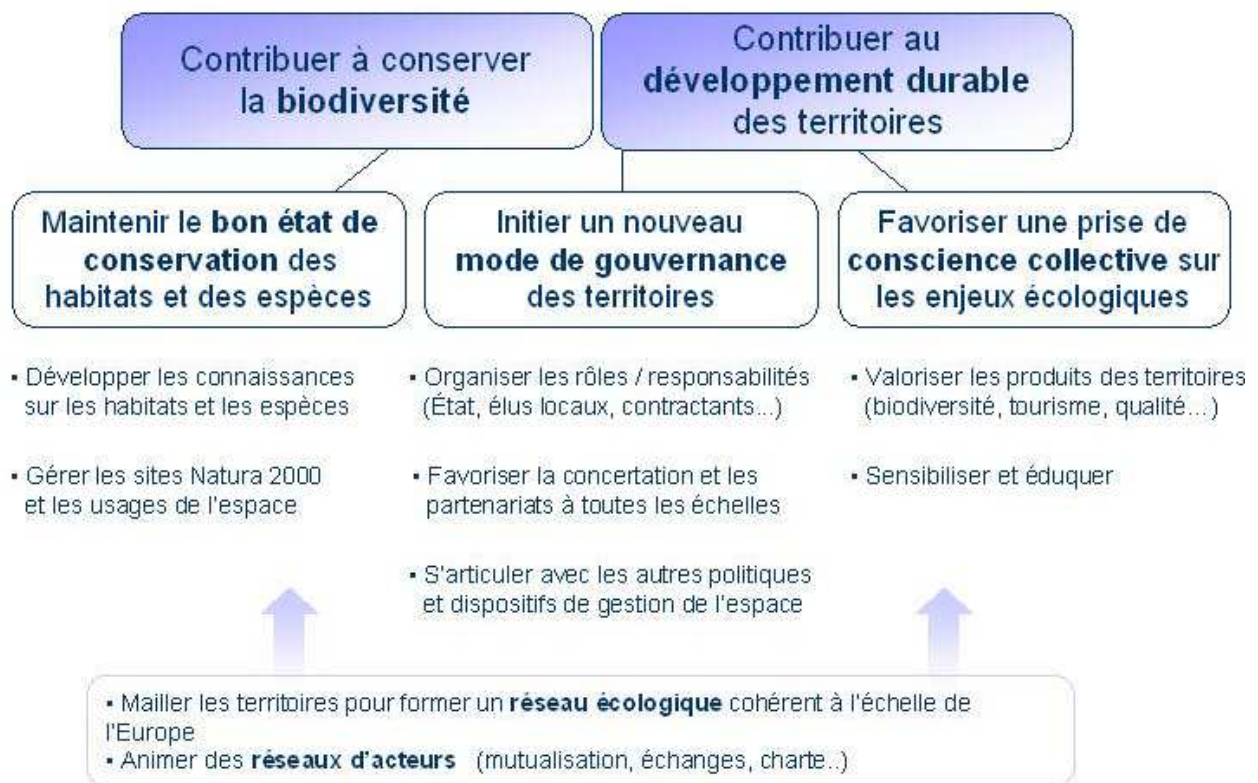 Contribuer à conserver
la biodiversité
Contribuer au
développement durable
des territoires
Maintenir le bon état de
conservation des
habitats et des espèces
Initier un nouveau
mode de gouvernance
des territoires
Favoriser une prise de
conscience collective sur
les enjeux écologiques
▪ Développer les connaissances
sur les habitats et les espèces
▪ Gérer les sites Natura 2000
et les usages de l'espace
▪ Organiser les rôles / responsabilités
(État, élus locaux, contractants...)
▪ Favoriser la concertation et les
partenariats à toutes les échelles
▪ S'articuler avec les autres politiques
et dispositifs de gestion de l'espace
▪ Valoriser les produits des territoires
(biodiversité, tourisme, qualité…)
▪ Sensibiliser et éduquer
▪ Mailler les territoires pour former un réseau écologique cohérent à l'échelle de
l'Europe
▪ Animer des réseaux d'acteurs (mutualisation, échanges, charte..)